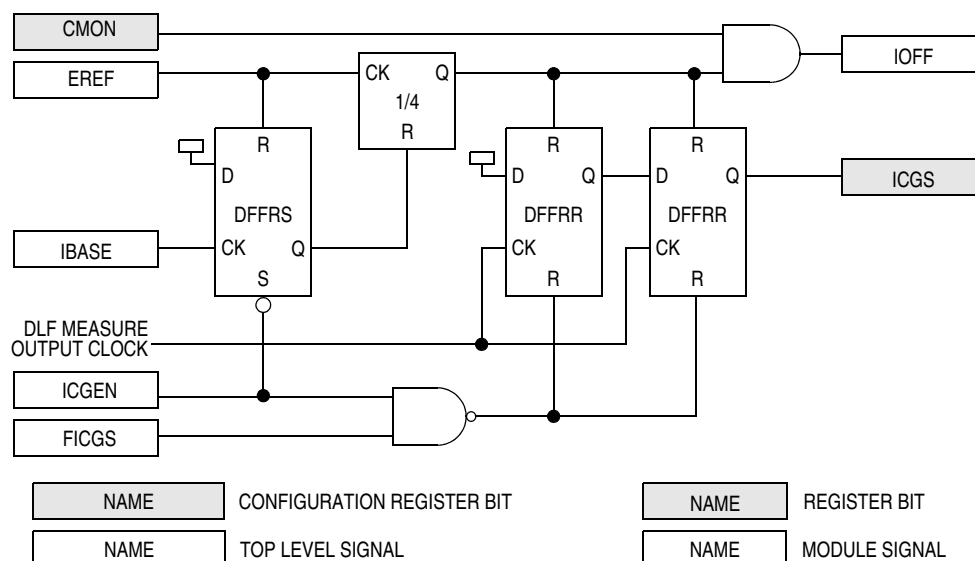 CMON
IOFF
EREF
CK
Q
1/4
R
R
R
R
D
D
Q
D
Q
ICGS
DFFRS
DFFRR
DFFRR
IBASE
CK
Q
CK
CK
S
R
R
DLF MEASURE
OUTPUT CLOCK
ICGEN
FICGS
NAME CONFIGURATION REGISTER BIT
NAME REGISTER BIT
NAME TOP LEVEL SIGNAL
NAME MODULE SIGNAL